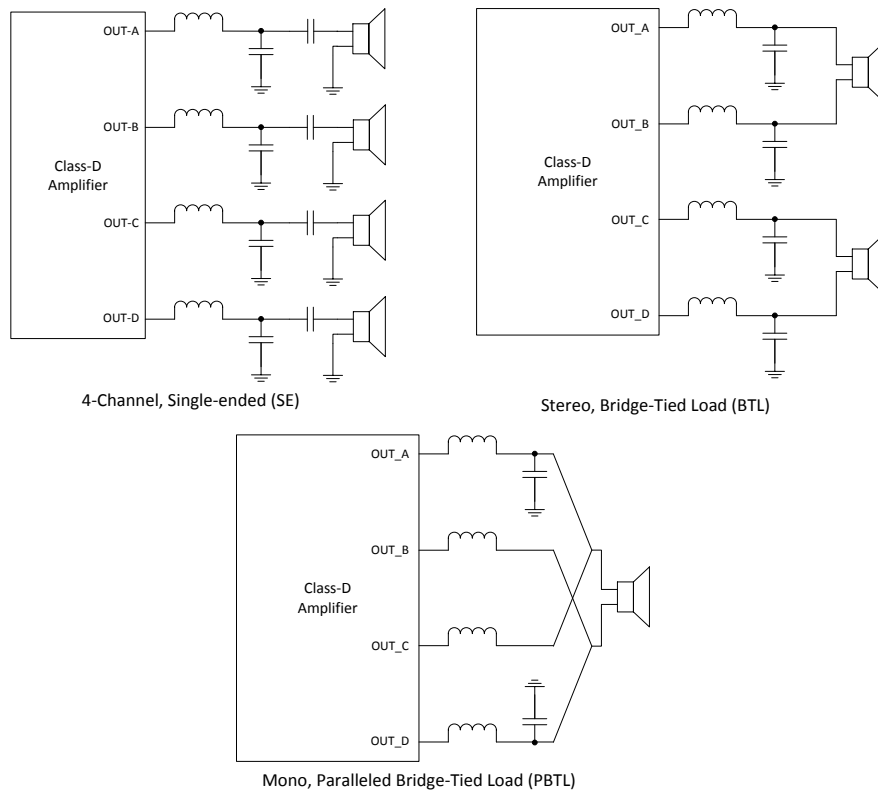 OUT-A
OUT-B
Class-D
Amplifier
OUT-C
OUT-D
4-Channel, Single-ended (SE)
OUT_A
OUT_B
Class-D
Amplifier
OUT_C
OUT_D
Stereo, Bridge-Tied Load (BTL)
OUT_A
OUT_B
Class-D
Amplifier
OUT_C
OUT_D
Mono, Paralleled Bridge-Tied Load (PBTL)